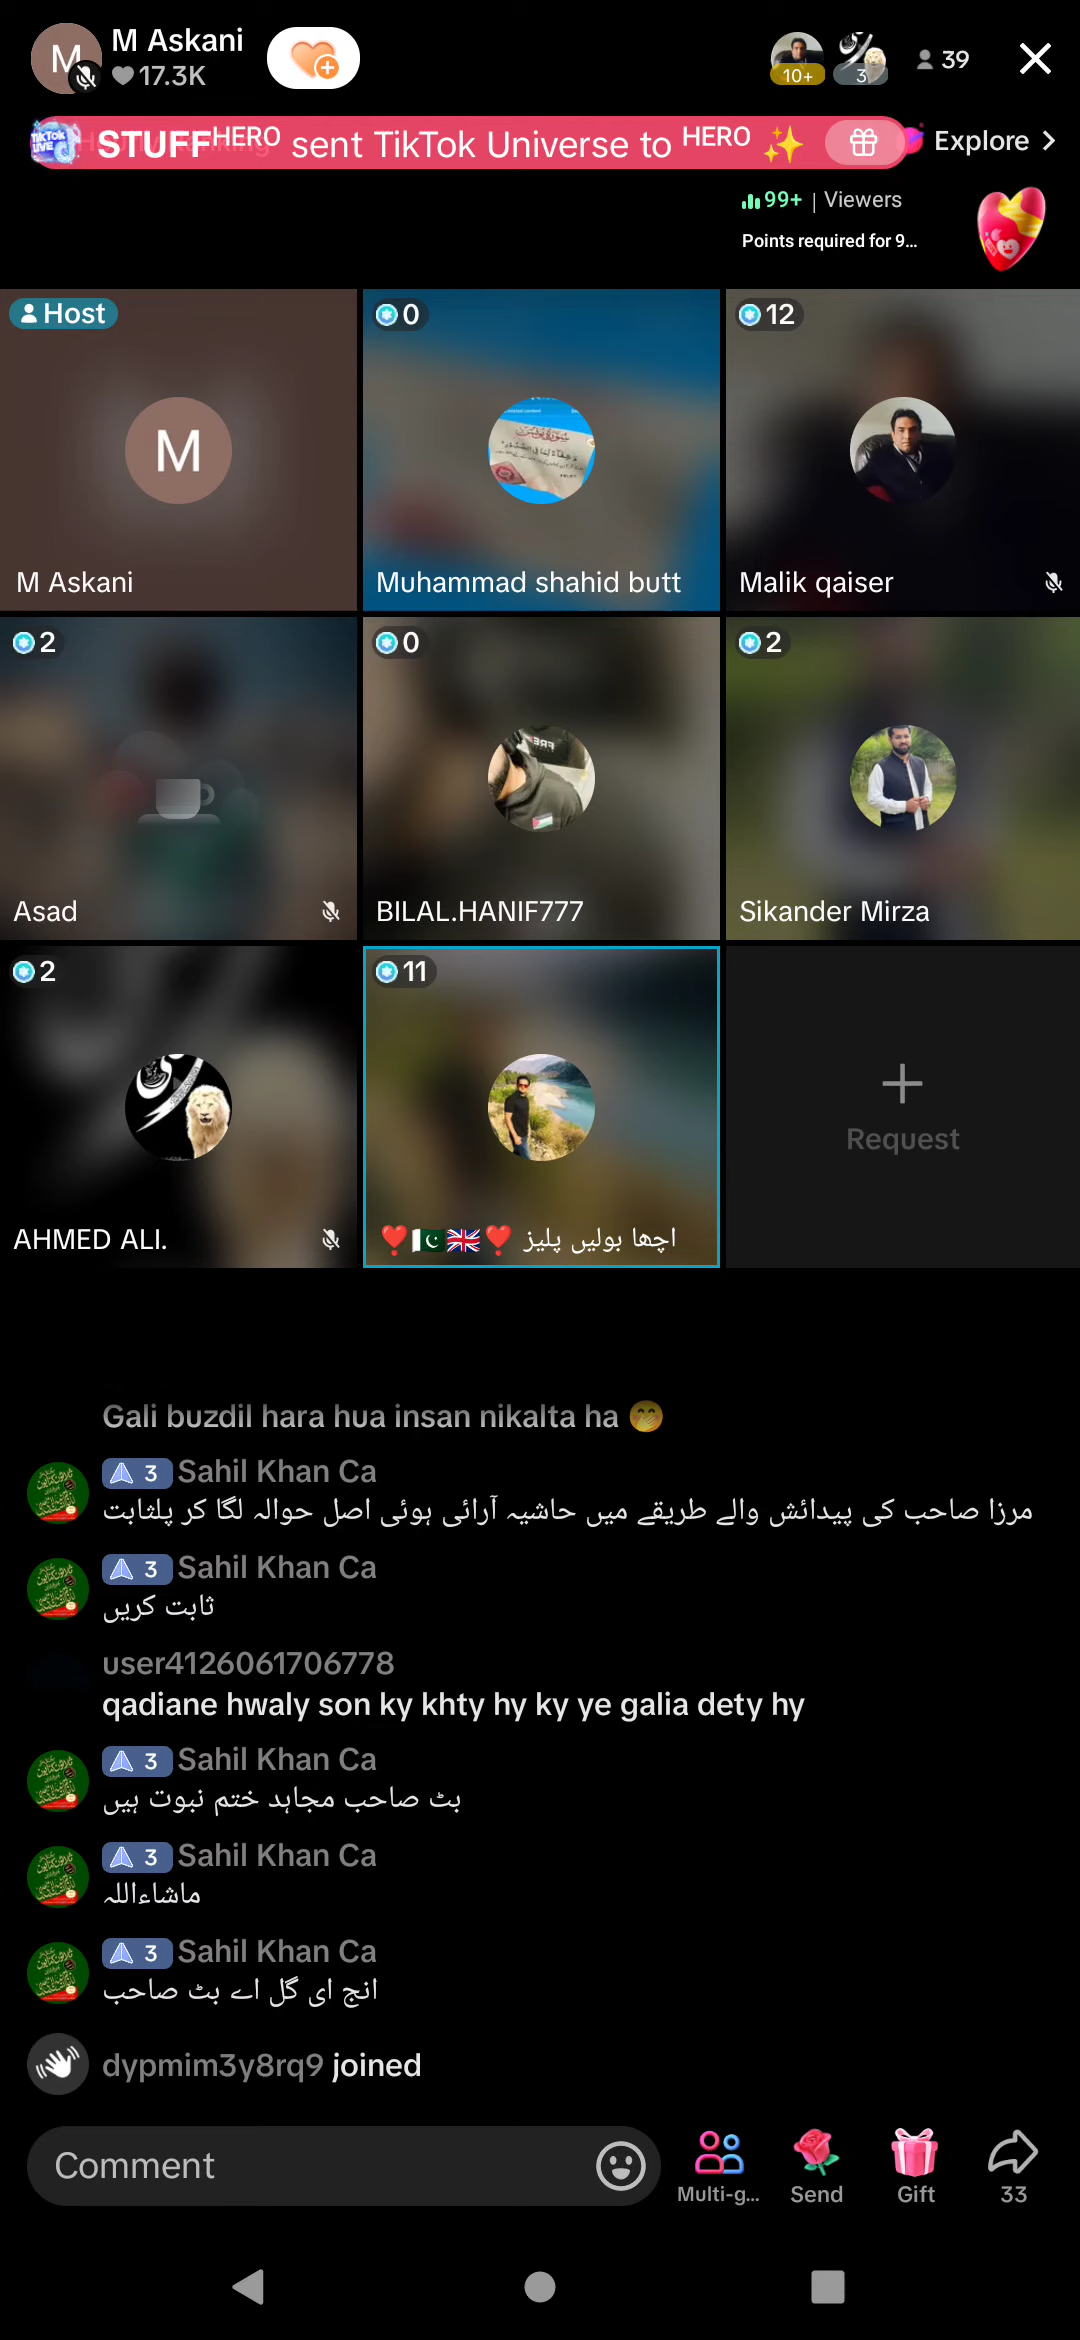 M
M Askani
17.3K
10+
3
39
STUFF HERO sent TikTok Universe to HERO
Explore
99+ | Viewers
Points required for 9...
Host
M
M Askani
0
Muhammad shahid butt
12
Malik qaiser
2
Asad
0
BILAL.HANIF777
2
Sikander Mirza
2
AHMED ALI.
11
❤️🇵🇰🇬🇧❤️ اچھا بولیں پلیز
Request
Gali buzdil hara hua insan nikalta ha 🤭
3 Sahil Khan Ca
مرزا صاحب کی پیدائش والے طریقے میں حاشیہ آرائی ہوئی اصل حوالہ لگا کر پلثابت
3 Sahil Khan Ca
ثابت کریں
user4126061706778
qadiane hwaly son ky khty hy ky ye galia dety hy
3 Sahil Khan Ca
بٹ صاحب مجاہد ختم نبوت ہیں
3 Sahil Khan Ca
ماشاءاللہ
3 Sahil Khan Ca
انج ای گل اے بٹ صاحب
dypmim3y8rq9 joined
Comment
Multi-g...
Send
Gift
33